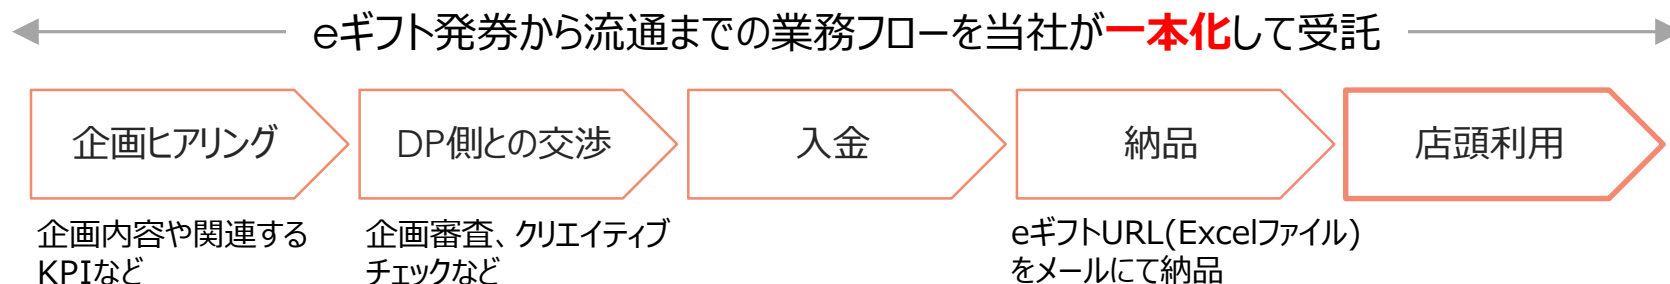 eギフト発券から流通までの業務フローを当社が一本化して受託
企画ヒアリング
DP側との交渉
入金
納品
店頭利用
企画内容や関連する
KPIなど
企画審査、クリエイティブ
チェックなど
eギフトURL(Excelファイル)
をメールにて納品